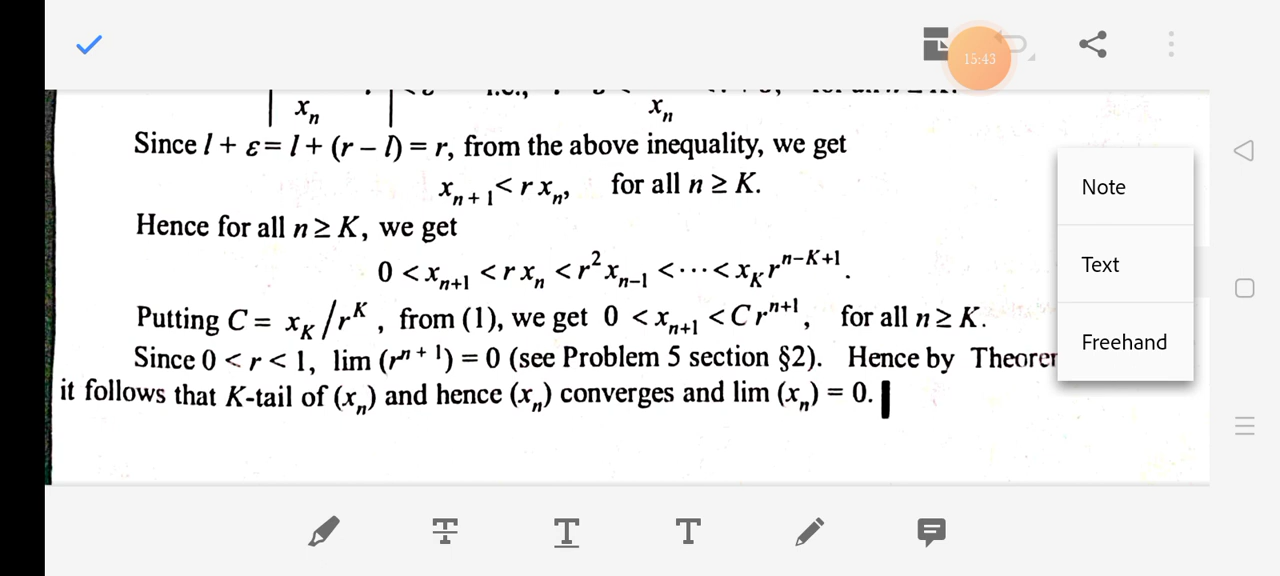 15:43
x_n x_n
Since l + ε = l + (r – l) = r, from the above inequality, we get
x_{n+1} < r x_n, for all n ≥ K.
Hence for all n ≥ K, we get
0 < x_{n+1} < r x_n < r^2 x_{n–1} < ··· < x_K r^{n–K+1}.
Putting C = x_K / r^K , from (1), we get 0 < x_{n+1} < C r^{n+1}, for all n ≥ K.
Since 0 < r < 1, lim (r^{n+1}) = 0 (see Problem 5 section §2). Hence by
it follows that K-tail of (x_n) and hence (x_n) converges and lim (x_n) = 0.
Note
Text
Freehand